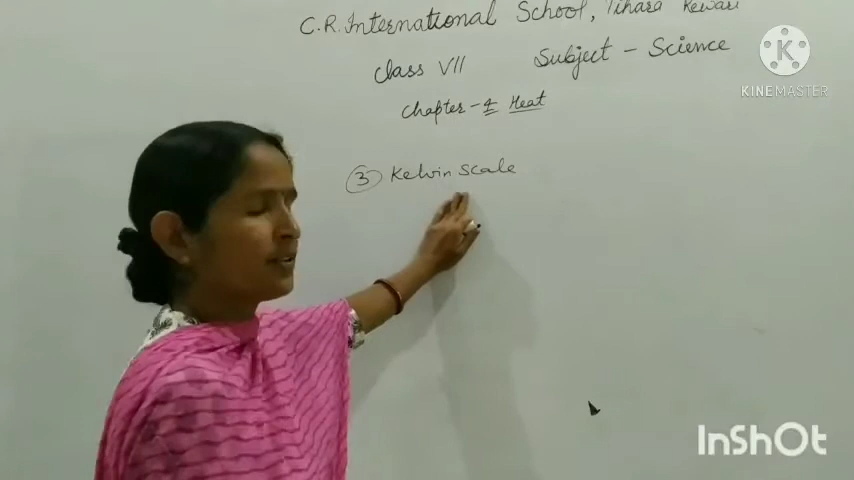 C.R. International School, Tihara Rewari
Class VII Subject - Science
Chapter - 4 Heat
3 Kelvin Scale
K
KINEMASTER
InShOt